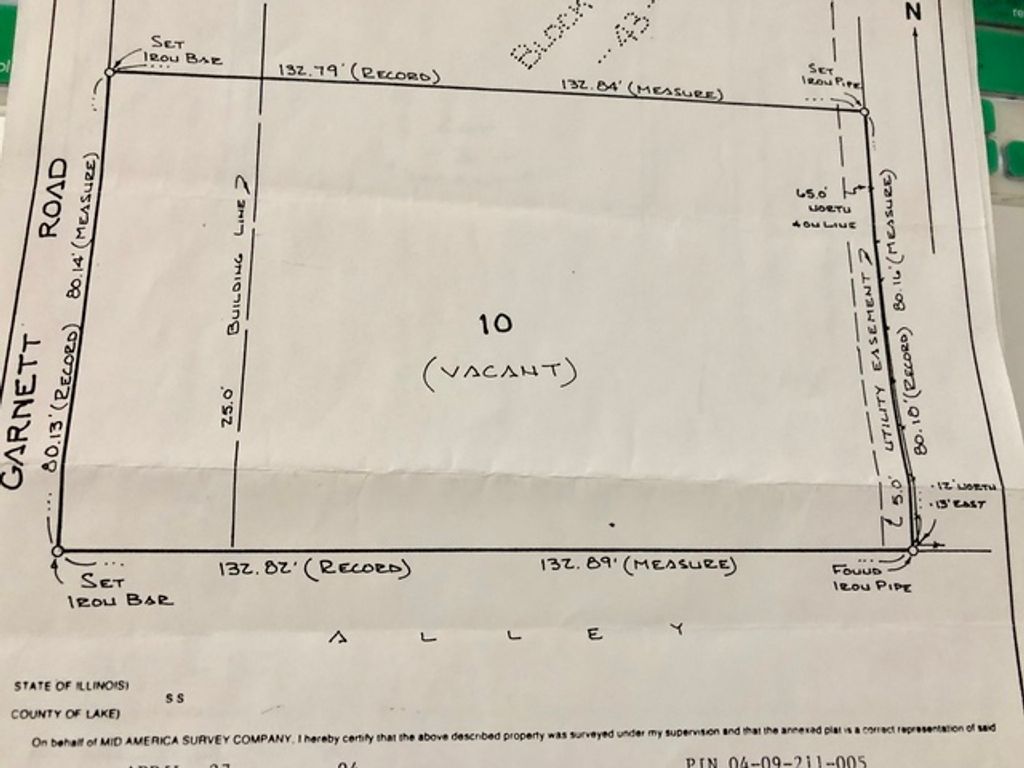 N
BLOCK
43
SET
IRON BAR
132.79' (RECORD)
132.84' (MEASURE)
SET
IRON PIPE
GARNETT ROAD
80.13' (RECORD) 80.14' (MEASURE)
25.0' BUILDING LINE
65.0'
NORTH
& ON LINE
10
(VACANT)
5.0' UTILITY EASEMENT
80.10' (RECORD) 80.16' (MEASURE)
.12' NORTH
.13' EAST
132.82' (RECORD)
132.89' (MEASURE)
SET
IRON BAR
FOUND
IRON PIPE
ALLEY
STATE OF ILLINOIS)
SS
COUNTY OF LAKE)
On behalf of MID AMERICA SURVEY COMPANY, I hereby certify that the above described property was surveyed under my supervision and that the annexed plat is a correct representation of said
PIN 04-09-211-005